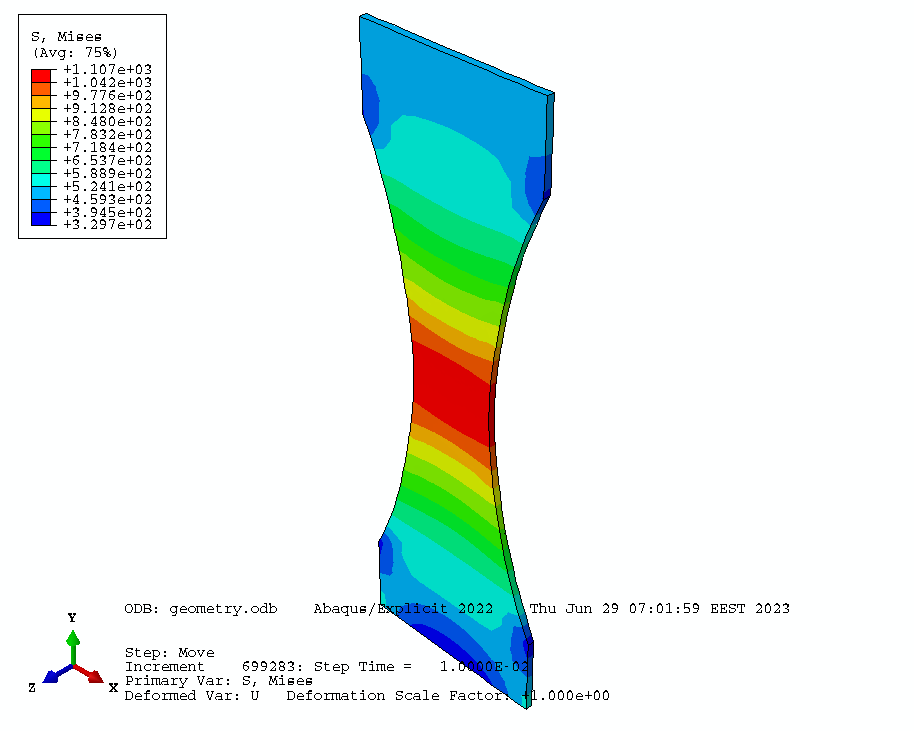 S, Mises
(Avg: 75%)
+1.107e+03
+1.042e+03
+9.776e+02
+9.128e+02
+8.480e+02
+7.832e+02
+7.184e+02
+6.537e+02
+5.889e+02
+5.241e+02
+4.593e+02
+3.945e+02
+3.297e+02
ODB: geometry.odb Abaqus/Explicit 2022 Thu Jun 29 07:01:59 EEST 2023
Y
Z
X
Step: Move
Increment 699283: Step Time = 1.0000E-02
Primary Var: S, Mises
Deformed Var: U Deformation Scale Factor: +1.000e+00